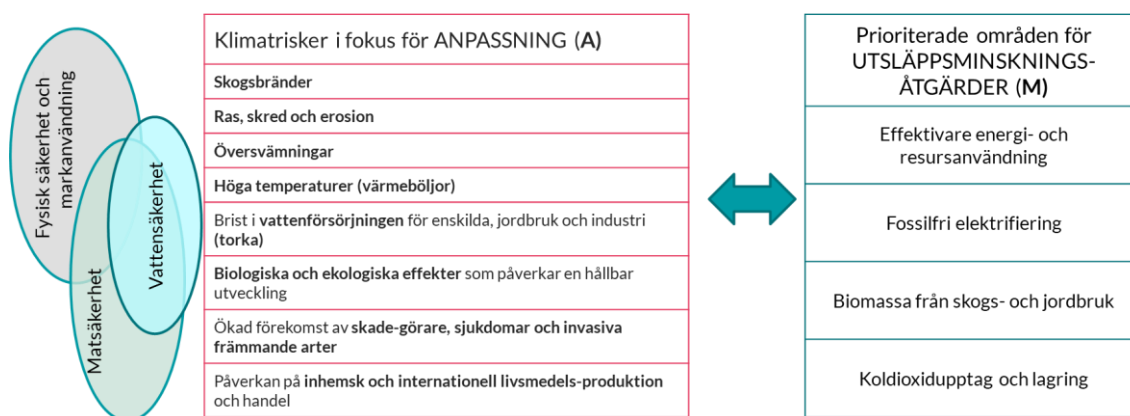 Fysisk säkerhet och
markanvändning
Vattensäkerhet
Matsäkerhet
Klimatrisker i fokus för ANPASSNING (A)
Skogsbränder
Ras, skred och erosion
Översvämningar
Höga temperaturer (värmeböljor)
Brist i vattenförsörjningen för enskilda, jordbruk och industri
(torka)
Biologiska och ekologiska effekter som påverkar en hållbar
utveckling
Ökad förekomst av skade-görare, sjukdomar och invasiva
främmande arter
Påverkan på inhemsk och internationell livsmedels-produktion
och handel
Prioriterade områden för
UTSLÄPPSMINSKNINGS-
ÅTGÄRDER (M)
Effektivare energi- och
resursanvändning
Fossilfri elektrifiering
Biomassa från skogs- och jordbruk
Koldioxidupptag och lagring